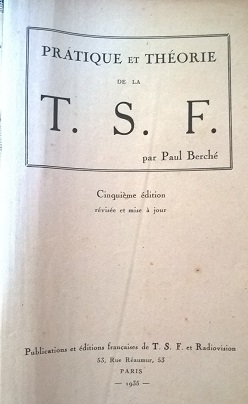 PRATIQUE ET THÉORIE
DE LA
T. S. F.
par Paul Berché
Cinquième édition
révisée et mise à jour
Publications et éditions françaises de T. S. F. et Radiovision
53, Rue Réaumur, 53
PARIS
— 1935 —